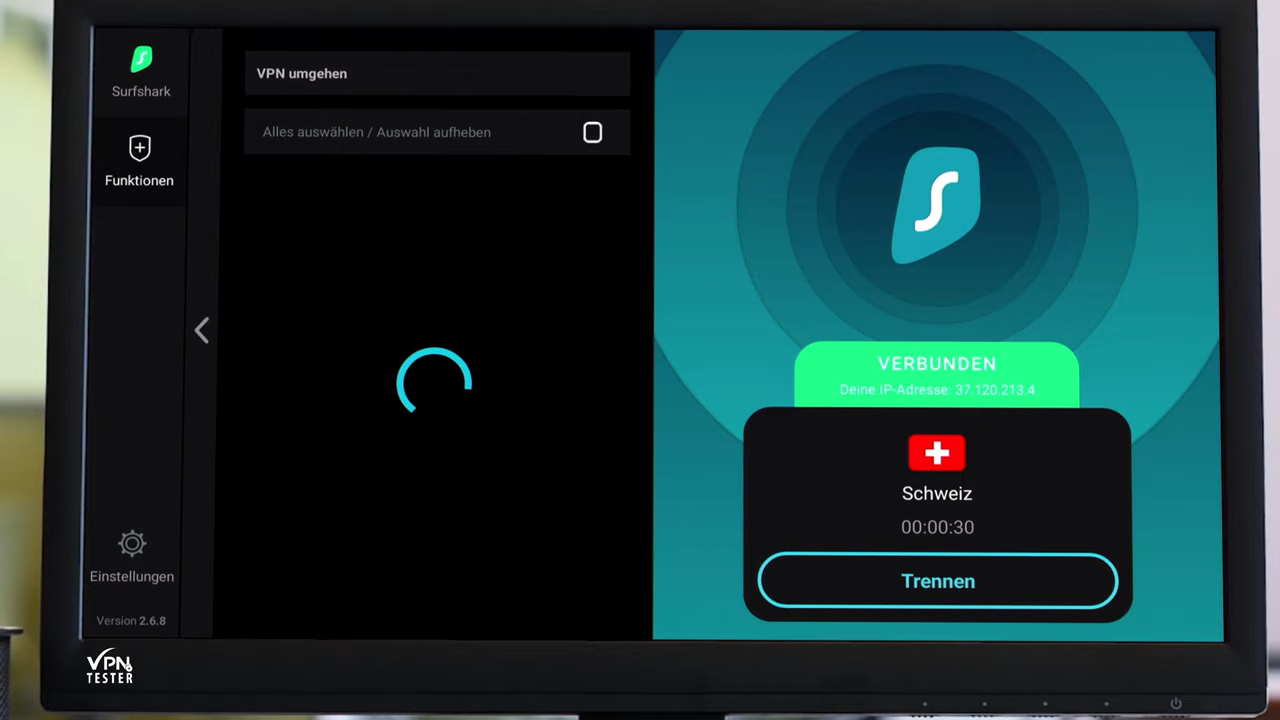 Surfshark
Funktionen
Einstellungen
Version 2.6.8
VPN umgehen
Alles auswählen / Auswahl aufheben
VERBUNDEN
Deine IP-Adresse: 37 120.213.4
Schweiz
00:00:30
Trennen
VPN
TESTER